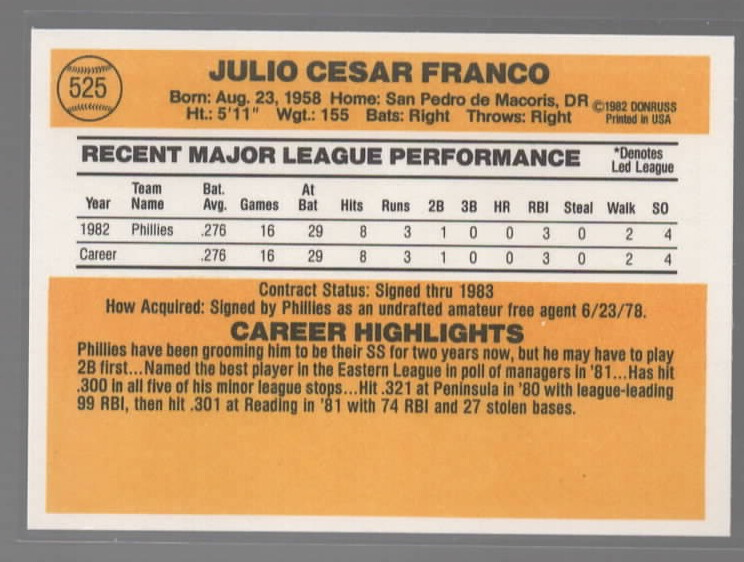 525
JULIO CESAR FRANCO
Born: Aug. 23, 1958 Home: San Pedro de Macoris, DR
Ht.: 5'11" Wgt.: 155 Bats: Right Throws: Right
©1982 DONRUSS
Printed in USA
RECENT MAJOR LEAGUE PERFORMANCE
*Denotes
Led League
Year Team Name Bat. Avg. Games At Bat Hits Runs 2B 3B HR RBI Steal Walk SO
1982 Phillies .276 16 29 8 3 1 0 0 3 0 2 4
Career .276 16 29 8 3 1 0 0 3 0 2 4
Contract Status: Signed thru 1983
How Acquired: Signed by Phillies as an undrafted amateur free agent 6/23/78.
CAREER HIGHLIGHTS
Phillies have been grooming him to be their SS for two years now, but he may have to play
2B first...Named the best player in the Eastern League in poll of managers in '81...Has hit
.300 in all five of his minor league stops...Hit .321 at Peninsula in '80 with league-leading
99 RBI, then hit .301 at Reading in '81 with 74 RBI and 27 stolen bases.